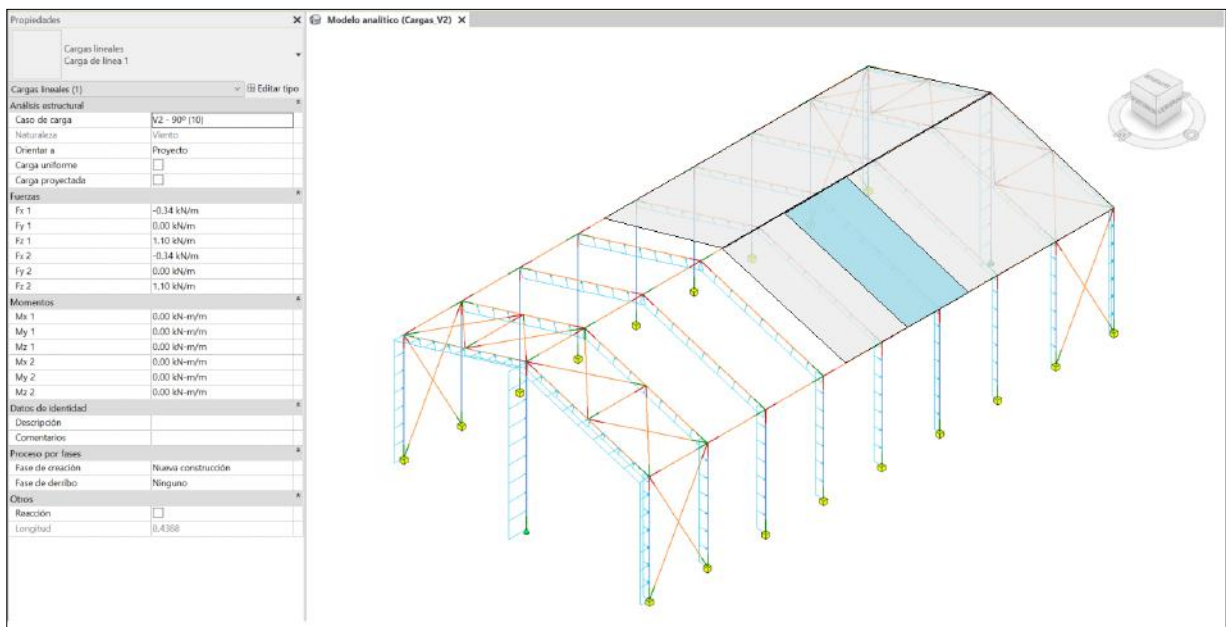 Propiedades
Modelo analítico (Cargas_V2)
Cargas lineales
Carga de línea 1
Cargas lineales (1)
Editar tipo
Análisis estructural
Caso de carga V2 - 90º (10)
Naturaleza Viento
Orientar a Proyecto
Carga uniforme
Carga proyectada
Fuerzas
Fx 1 -0.34 kN/m
Fy 1 0.00 kN/m
Fz 1 1.10 kN/m
Fx 2 -0.34 kN/m
Fy 2 0.00 kN/m
Fz 2 1.10 kN/m
Momentos
Mx 1 0.00 kN-m/m
My 1 0.00 kN-m/m
Mz 1 0.00 kN-m/m
Mx 2 0.00 kN-m/m
My 2 0.00 kN-m/m
Mz 2 0.00 kN-m/m
Datos de identidad
Descripción
Comentarios
Proceso por fases
Fase de creación Nueva construcción
Fase de derribo Ninguno
Otros
Reacción
Longitud 8.4388